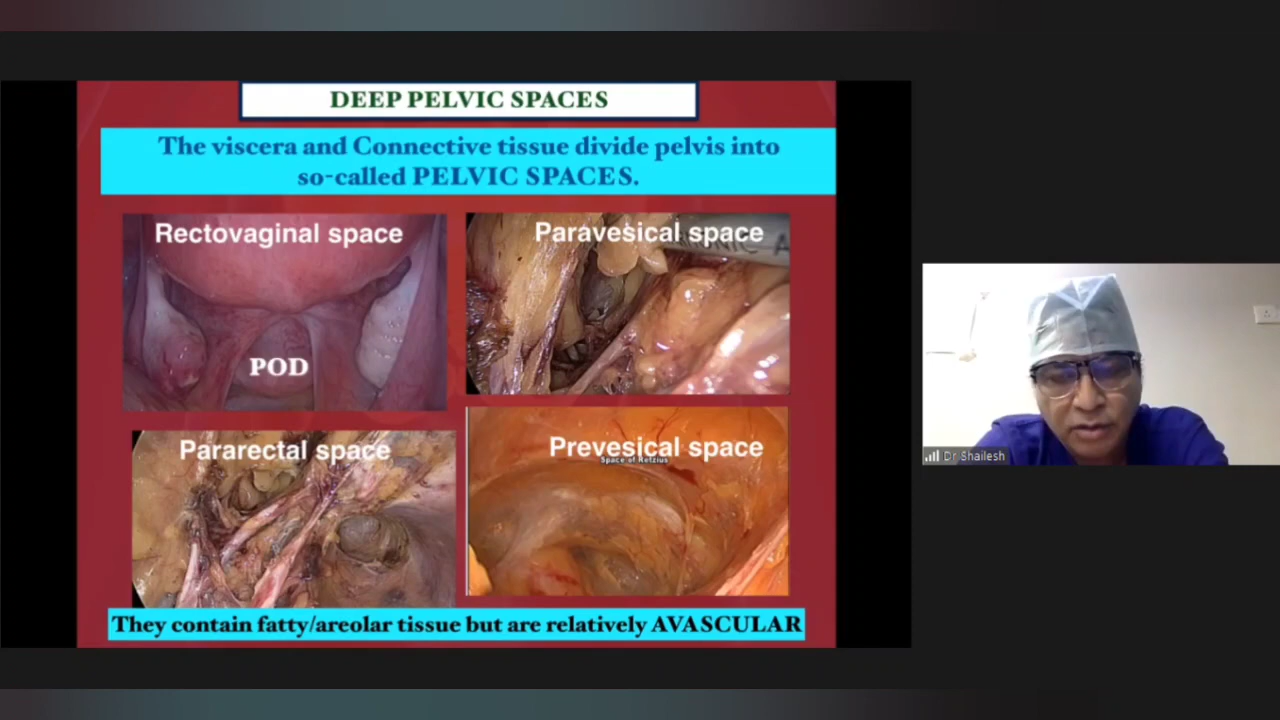 DEEP PELVIC SPACES
The viscera and Connective tissue divide pelvis into
so-called PELVIC SPACES.
Rectovaginal space
POD
Paravesical space
Pararectal space
Prevesical space
Space of Retzius
They contain fatty/areolar tissue but are relatively AVASCULAR
Dr Shailesh